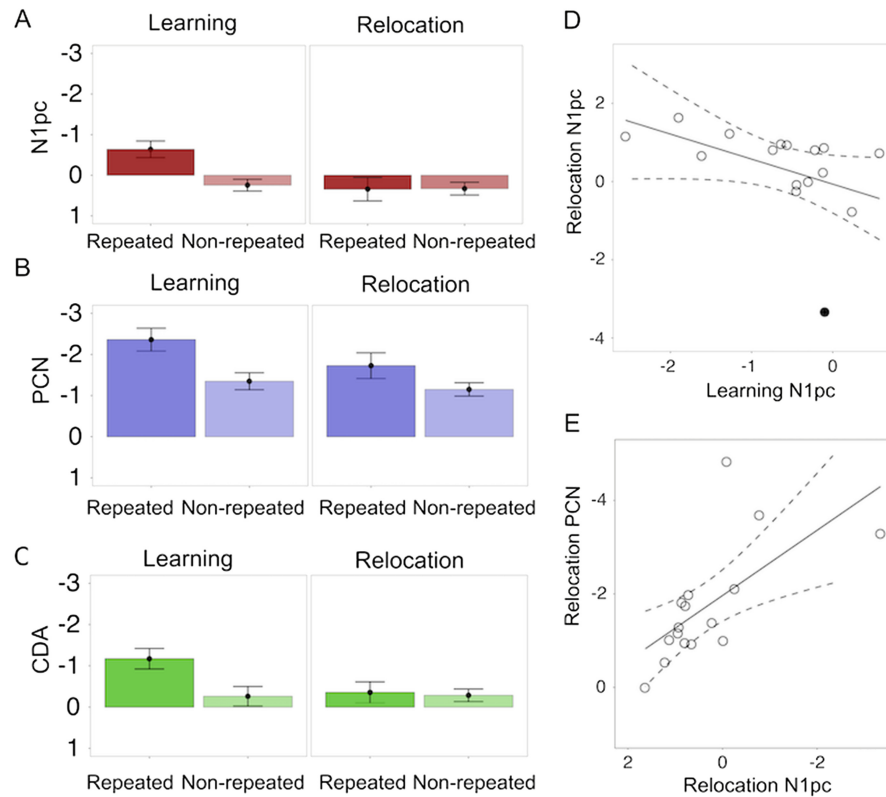 A
Learning
Relocation
N1pc
-3
-2
-1
0
1
Repeated Non-repeated
Repeated Non-repeated
B
Learning
Relocation
PCN
-3
-2
-1
0
1
Repeated Non-repeated
Repeated Non-repeated
C
Learning
Relocation
CDA
-3
-2
-1
0
1
Repeated Non-repeated
Repeated Non-repeated
D
Relocation N1pc
2
0
-2
-4
-2
-1
0
Learning N1pc
E
Relocation PCN
-4
-2
0
2
0
-2
Relocation N1pc